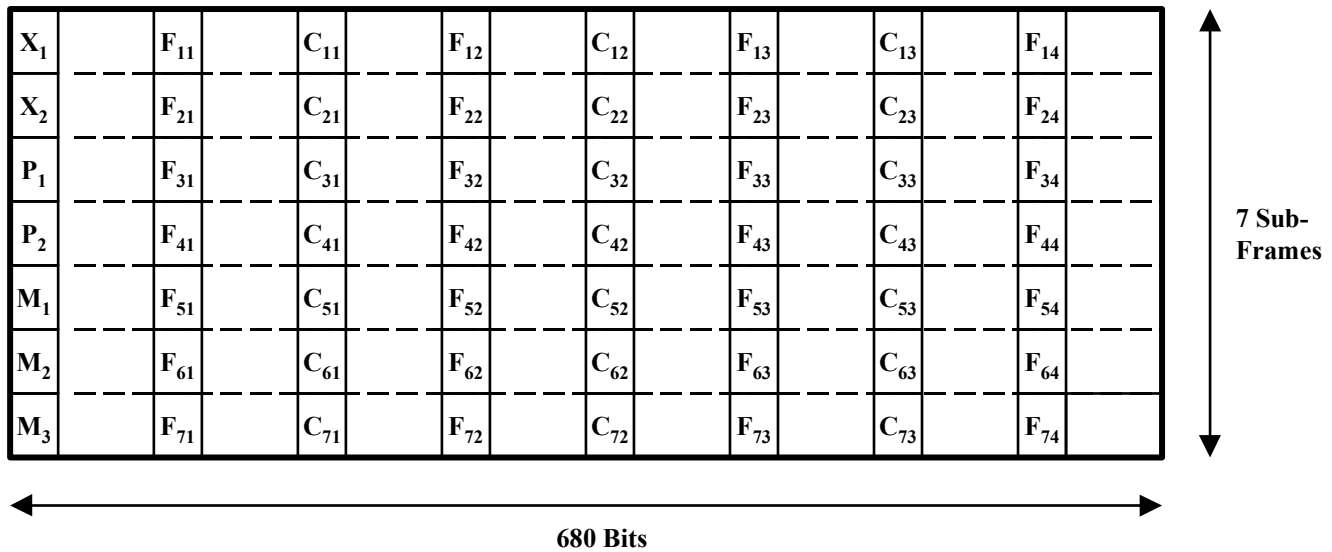 X₁ F₁₁ C₁₁ F₁₂ C₁₂ F₁₃ C₁₃ F₁₄
X₂ F₂₁ C₂₁ F₂₂ C₂₂ F₂₃ C₂₃ F₂₄
P₁ F₃₁ C₃₁ F₃₂ C₃₂ F₃₃ C₃₃ F₃₄
P₂ F₄₁ C₄₁ F₄₂ C₄₂ F₄₃ C₄₃ F₄₄
M₁ F₅₁ C₅₁ F₅₂ C₅₂ F₅₃ C₅₃ F₅₄
M₂ F₆₁ C₆₁ F₆₂ C₆₂ F₆₃ C₆₃ F₆₄
M₃ F₇₁ C₇₁ F₇₂ C₇₂ F₇₃ C₇₃ F₇₄
7 Sub-
Frames
680 Bits